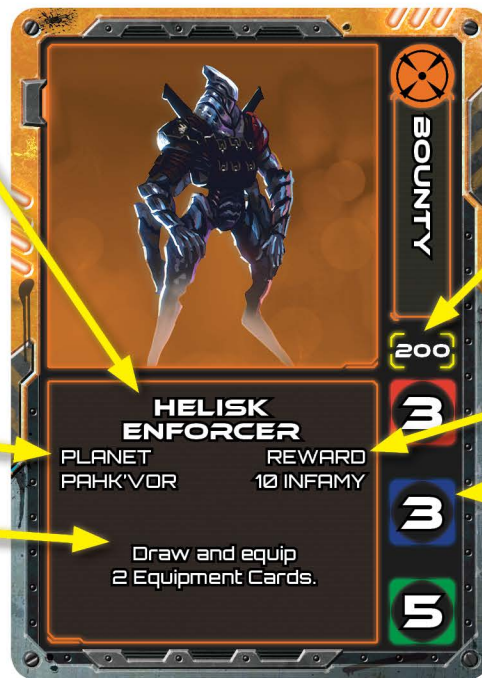 BOUNTY
200
HELISK
ENFORCER
PLANET REWARD
PAHK'VOR 10 INFAMY
Draw and equip
2 Equipment Cards.
3
3
5